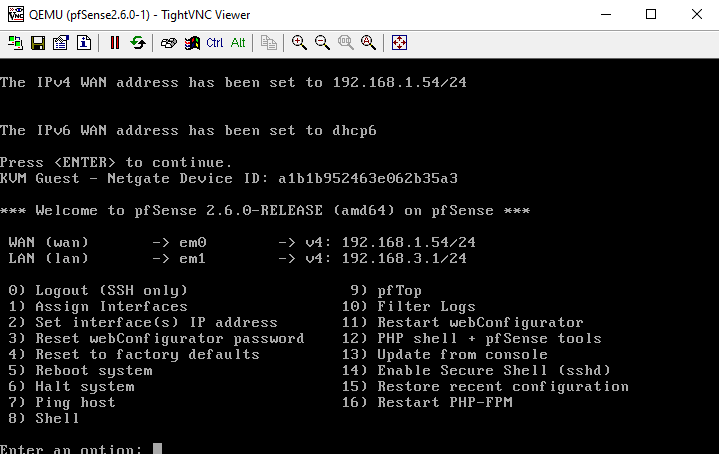 QEMU (pfSense2.6.0-1) - TightVNC Viewer
Ctrl Alt
The IPv4 WAN address has been set to 192.168.1.54/24
The IPv6 WAN address has been set to dhcp6
Press <ENTER> to continue.
KVM Guest - Netgate Device ID: a1b1b952463e062b35a3
*** Welcome to pfSense 2.6.0-RELEASE (amd64) on pfSense ***
WAN (wan) -> em0 -> v4: 192.168.1.54/24
LAN (lan) -> em1 -> v4: 192.168.3.1/24
0) Logout (SSH only) 9) pfTop
1) Assign Interfaces 10) Filter Logs
2) Set interface(s) IP address 11) Restart webConfigurator
3) Reset webConfigurator password 12) PHP shell + pfSense tools
4) Reset to factory defaults 13) Update from console
5) Reboot system 14) Enable Secure Shell (sshd)
6) Halt system 15) Restore recent configuration
7) Ping host 16) Restart PHP-FPM
8) Shell
Enter an option: